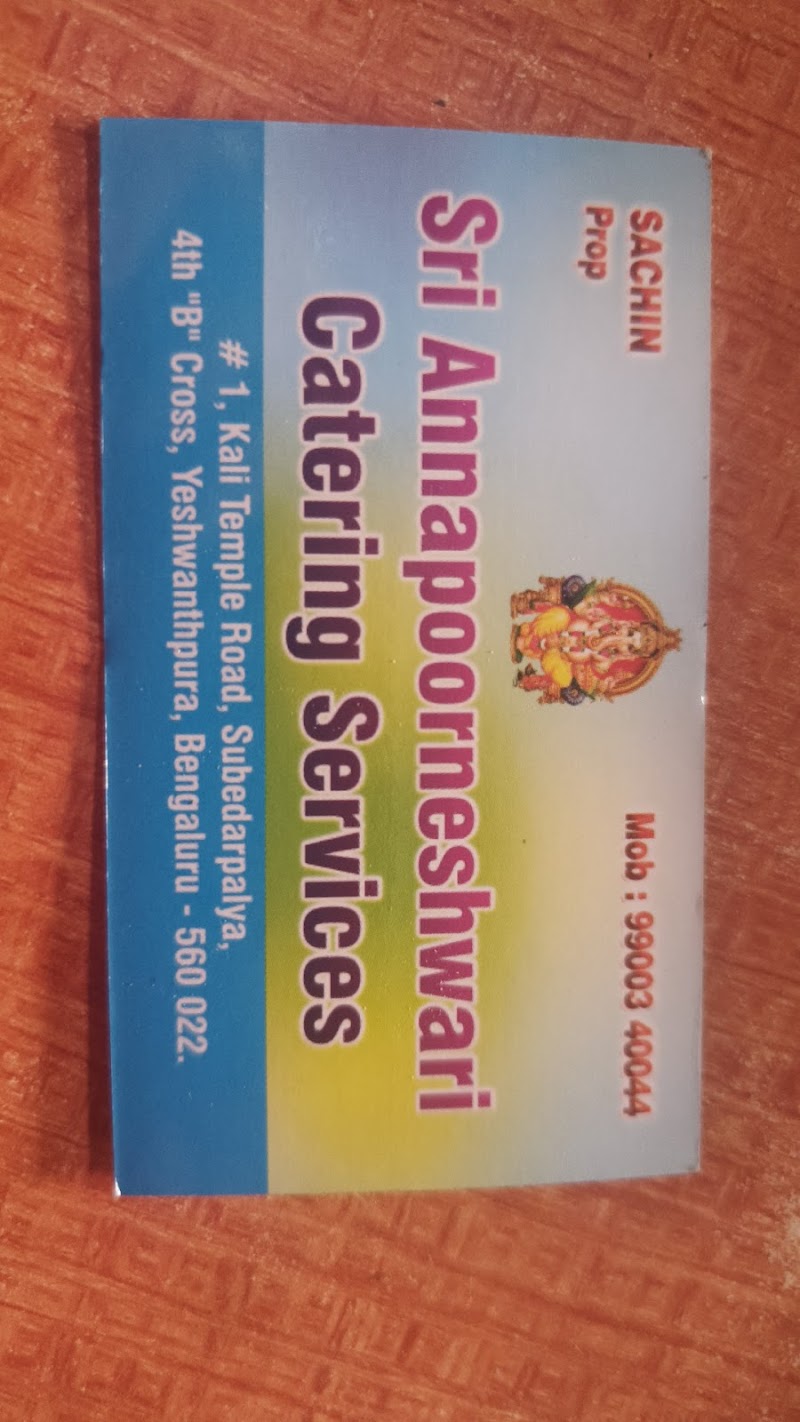 SACHIN
Prop
Mob : 99003 40044
Sri Annapoorneshwari
Catering Services
# 1, Kali Temple Road, Subedarpalya,
4th "B" Cross, Yeshwanthpura, Bengaluru - 560 022.